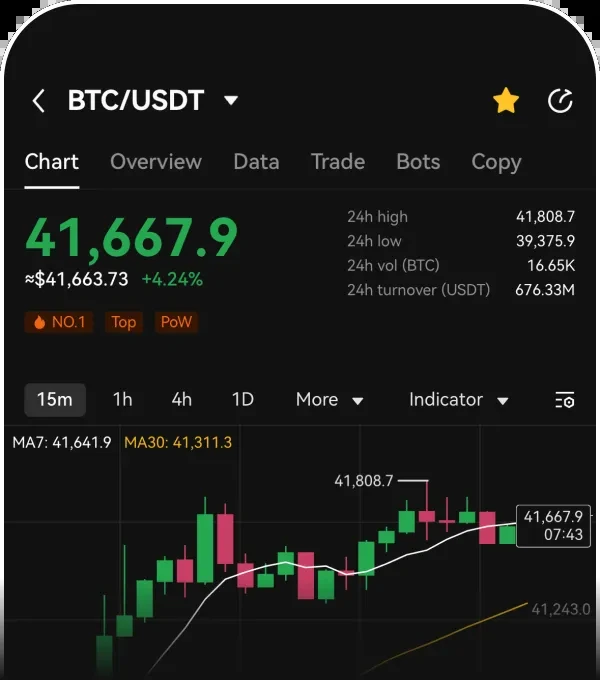 BTC/USDT
Chart Overview Data Trade Bots Copy
41,667.9
≈$41,663.73 +4.24%
NO.1 Top PoW
24h high 41,808.7
24h low 39,375.9
24h vol (BTC) 16.65K
24h turnover (USDT) 676.33M
15m 1h 4h 1D More Indicator
MA7: 41,641.9 MA30: 41,311.3
41,808.7
41,667.9
07:43
41,243.0